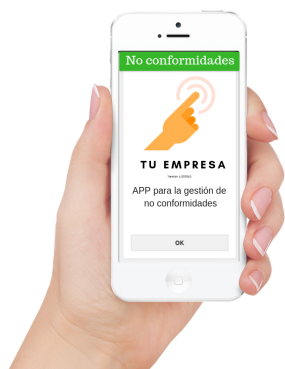 No conformidades
TU EMPRESA
APP para la gestión de
no conformidades
OK